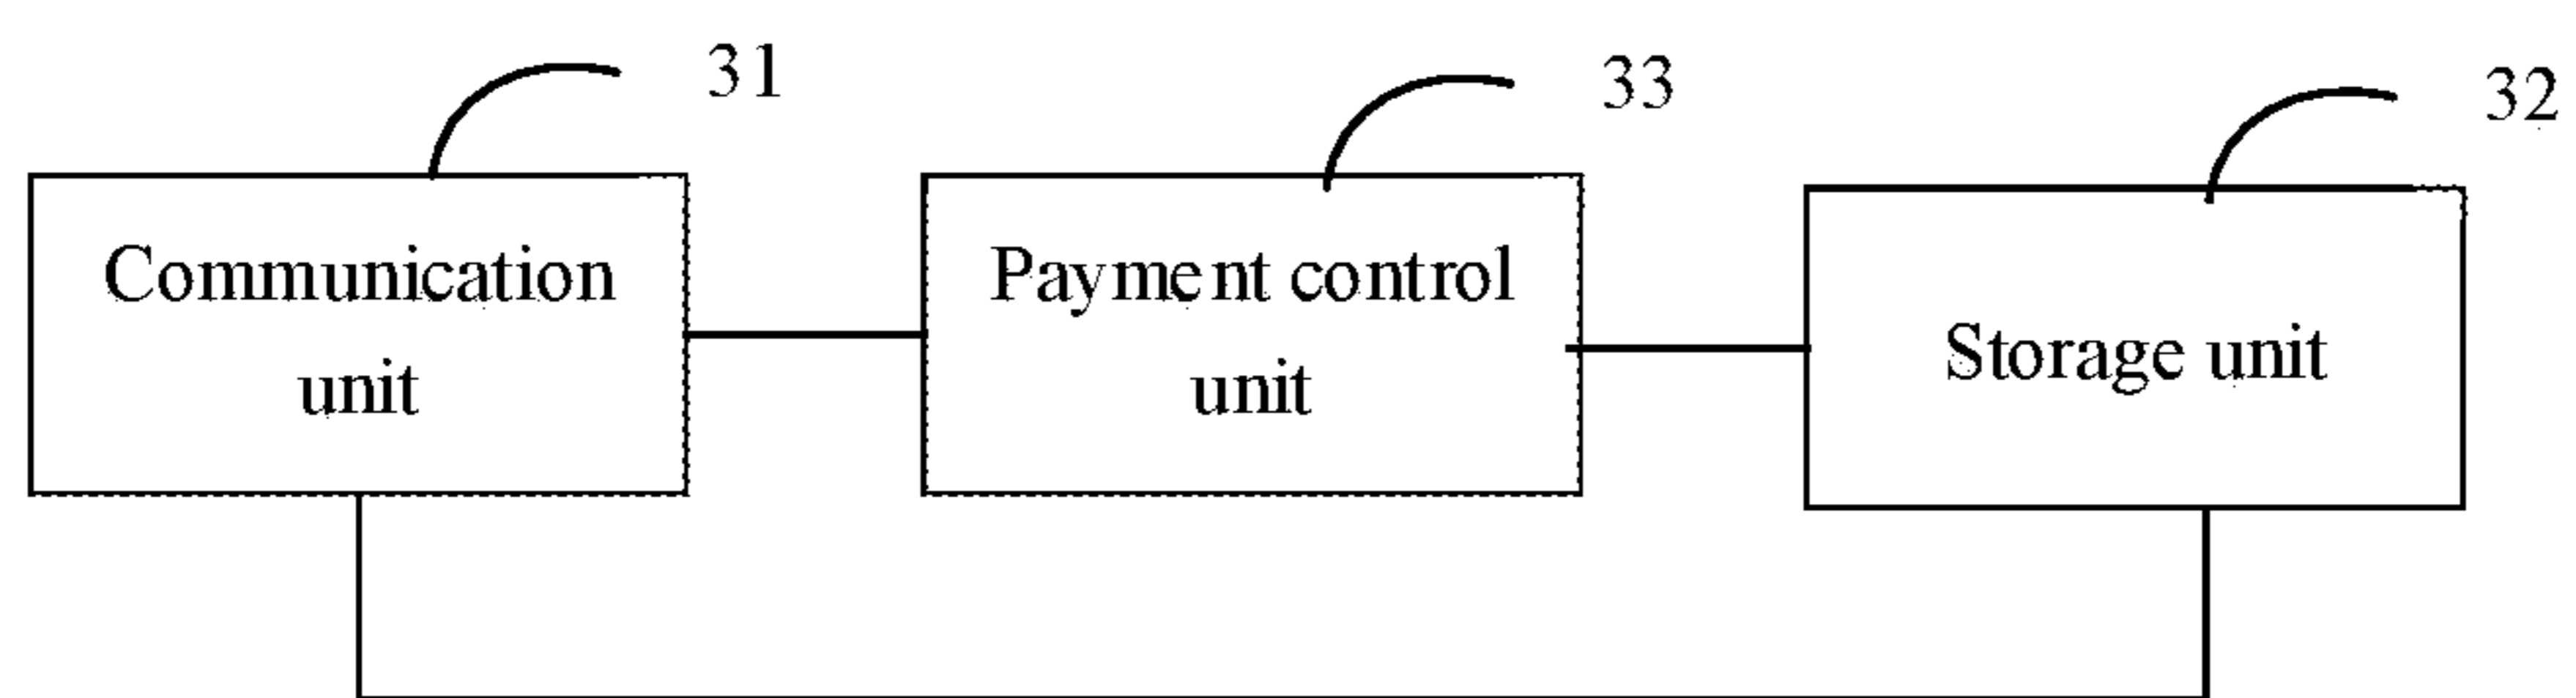 31
33
32
Communication
unit
Payment control
unit
Storage unit